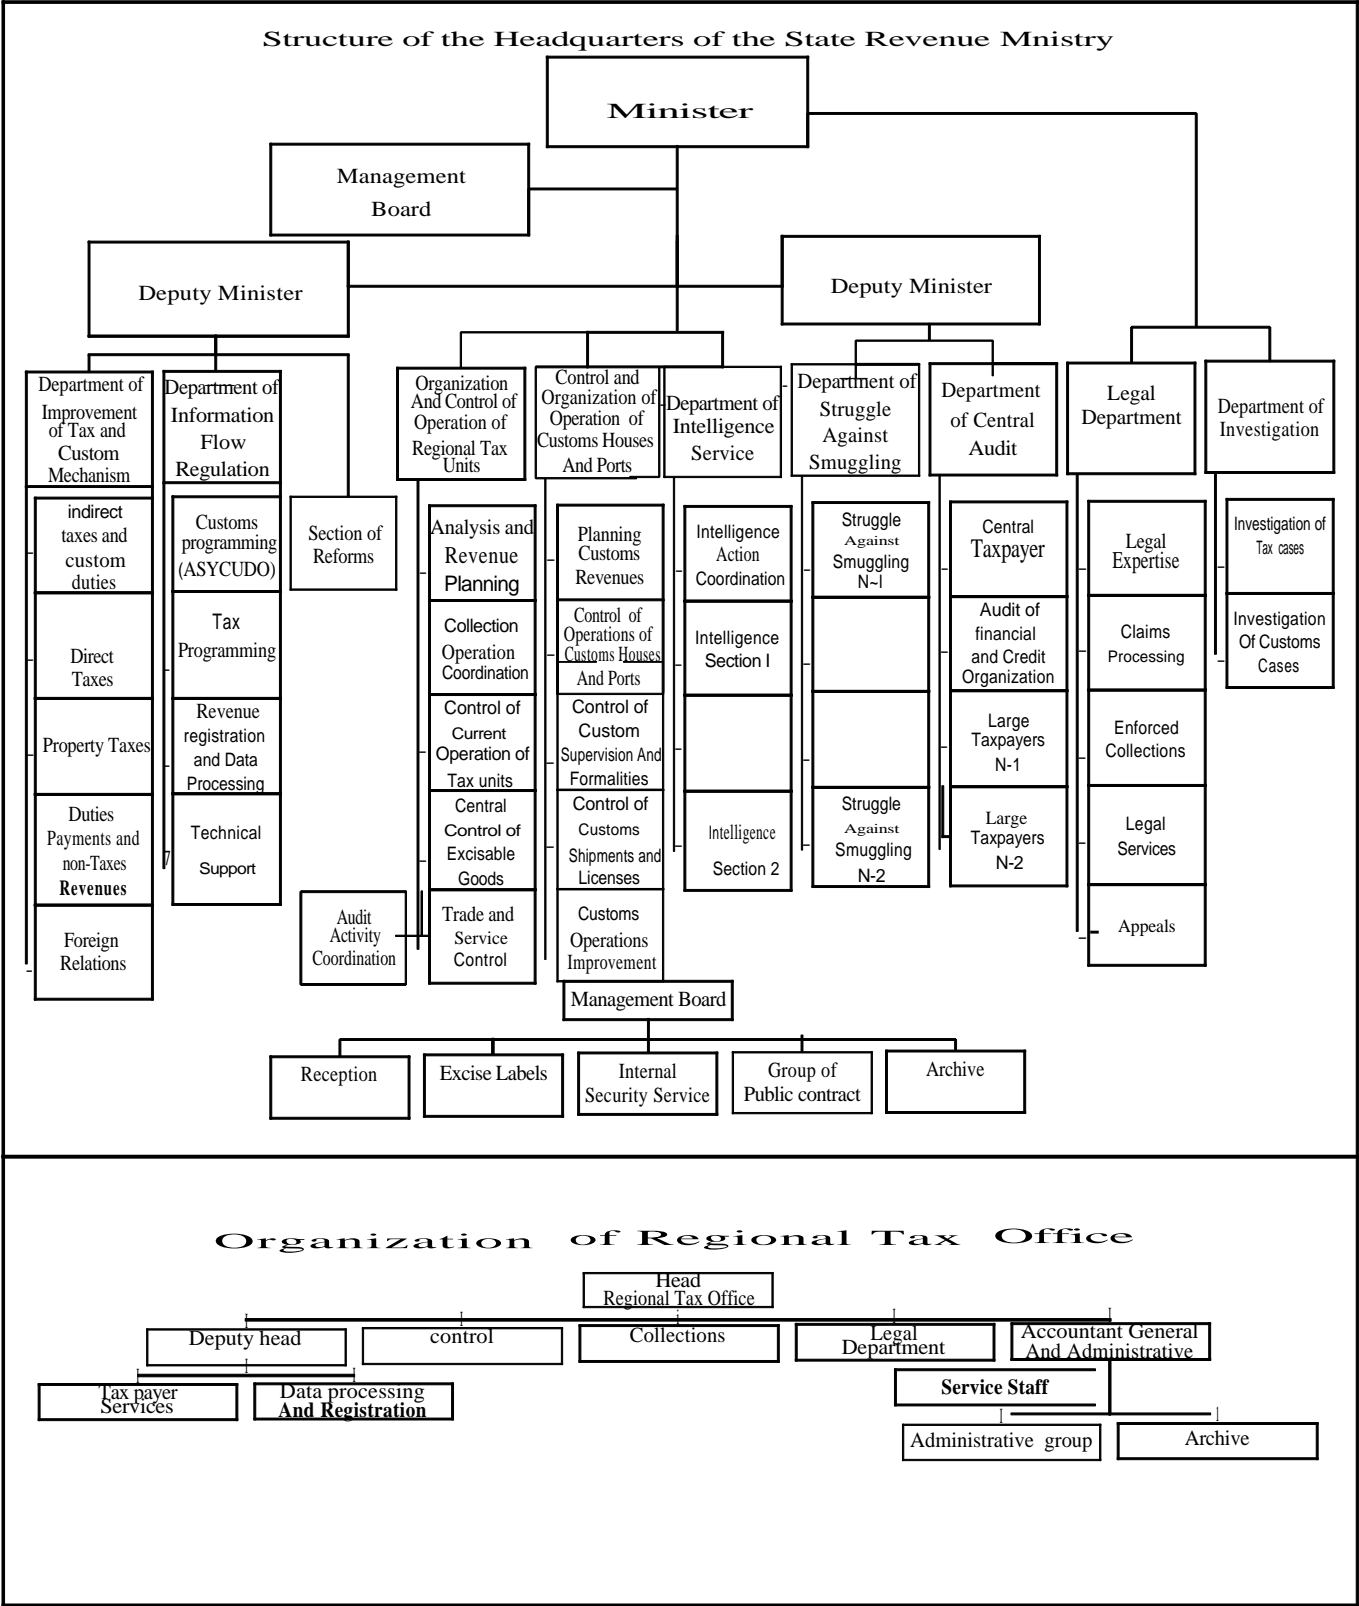 Structure of the Headquarters of the State Revenue Mnistry
Minister
Management
Board
Deputy Minister
Deputy Minister
Department of
Improvement
of Tax and
Custom
Mechanism
indirect
taxes and
custom
duties
Direct
Taxes
Property Taxes
Duties
Payments and
non-Taxes
Revenues
Foreign
Relations
Department of
Information
Flow
Regulation
Customs
programming
(ASYCUDO)
Tax
Programming
Revenue
registration
and Data
Processing
Technical
Support
Section of
Reforms
Organization
And Control of
Operation of
Regional Tax
Units
Analysis and
Revenue
Planning
Collection
Operation
Coordination
Control of
Current
Operation of
Tax units
Central
Control of
Excisable
Goods
Trade and
Service
Control
Audit
Activity
Coordination
Control and
Organization of
Operation of
Customs Houses
And Ports
Planning
Customs
Revenues
Control of
Operations of
Customs Houses
And Ports
Control of
Custom
Supervision And
Formalities
Control of
Customs
Shipments and
Licenses
Customs
Operations
Improvement
Department of
Intelligence
Service
Intelligence
Action
Coordination
Intelligence
Section I
Intelligence
Section 2
Department of
Struggle
Against
Smuggling
Struggle
Against
Smuggling
N~I
Struggle
Against
Smuggling
N-2
Department
of Central
Audit
Central
Taxpayer
Audit of
financial
and Credit
Organization
Large
Taxpayers
N-1
Large
Taxpayers
N-2
Legal
Department
Legal
Expertise
Claims
Processing
Enforced
Collections
Legal
Services
Appeals
Department of
Investigation
Investigation of
Tax cases
Investigation
Of Customs
Cases
Management Board
Reception
Excise Labels
Internal
Security Service
Group of
Public contract
Archive
Organization of Regional Tax Office
Head
Regional Tax Office
Deputy head
control
Collections
Legal
Department
Accountant General
And Administrative
Tax payer
Services
Data processing
And Registration
Service Staff
Administrative group
Archive